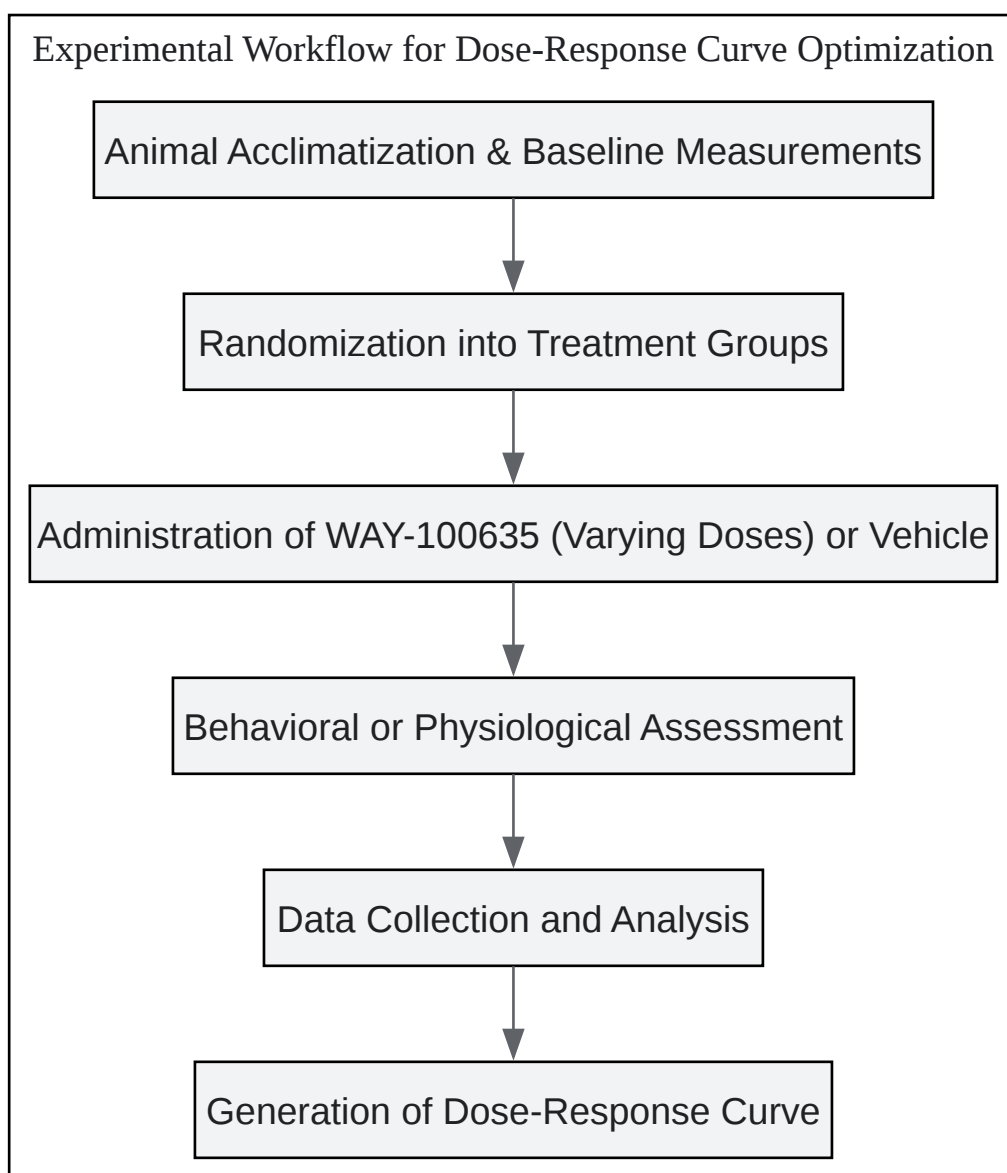 Experimental Workflow for Dose-Response Curve Optimization
Animal Acclimatization & Baseline Measurements
Randomization into Treatment Groups
Administration of WAY-100635 (Varying Doses) or Vehicle
Behavioral or Physiological Assessment
Data Collection and Analysis
Generation of Dose-Response Curve